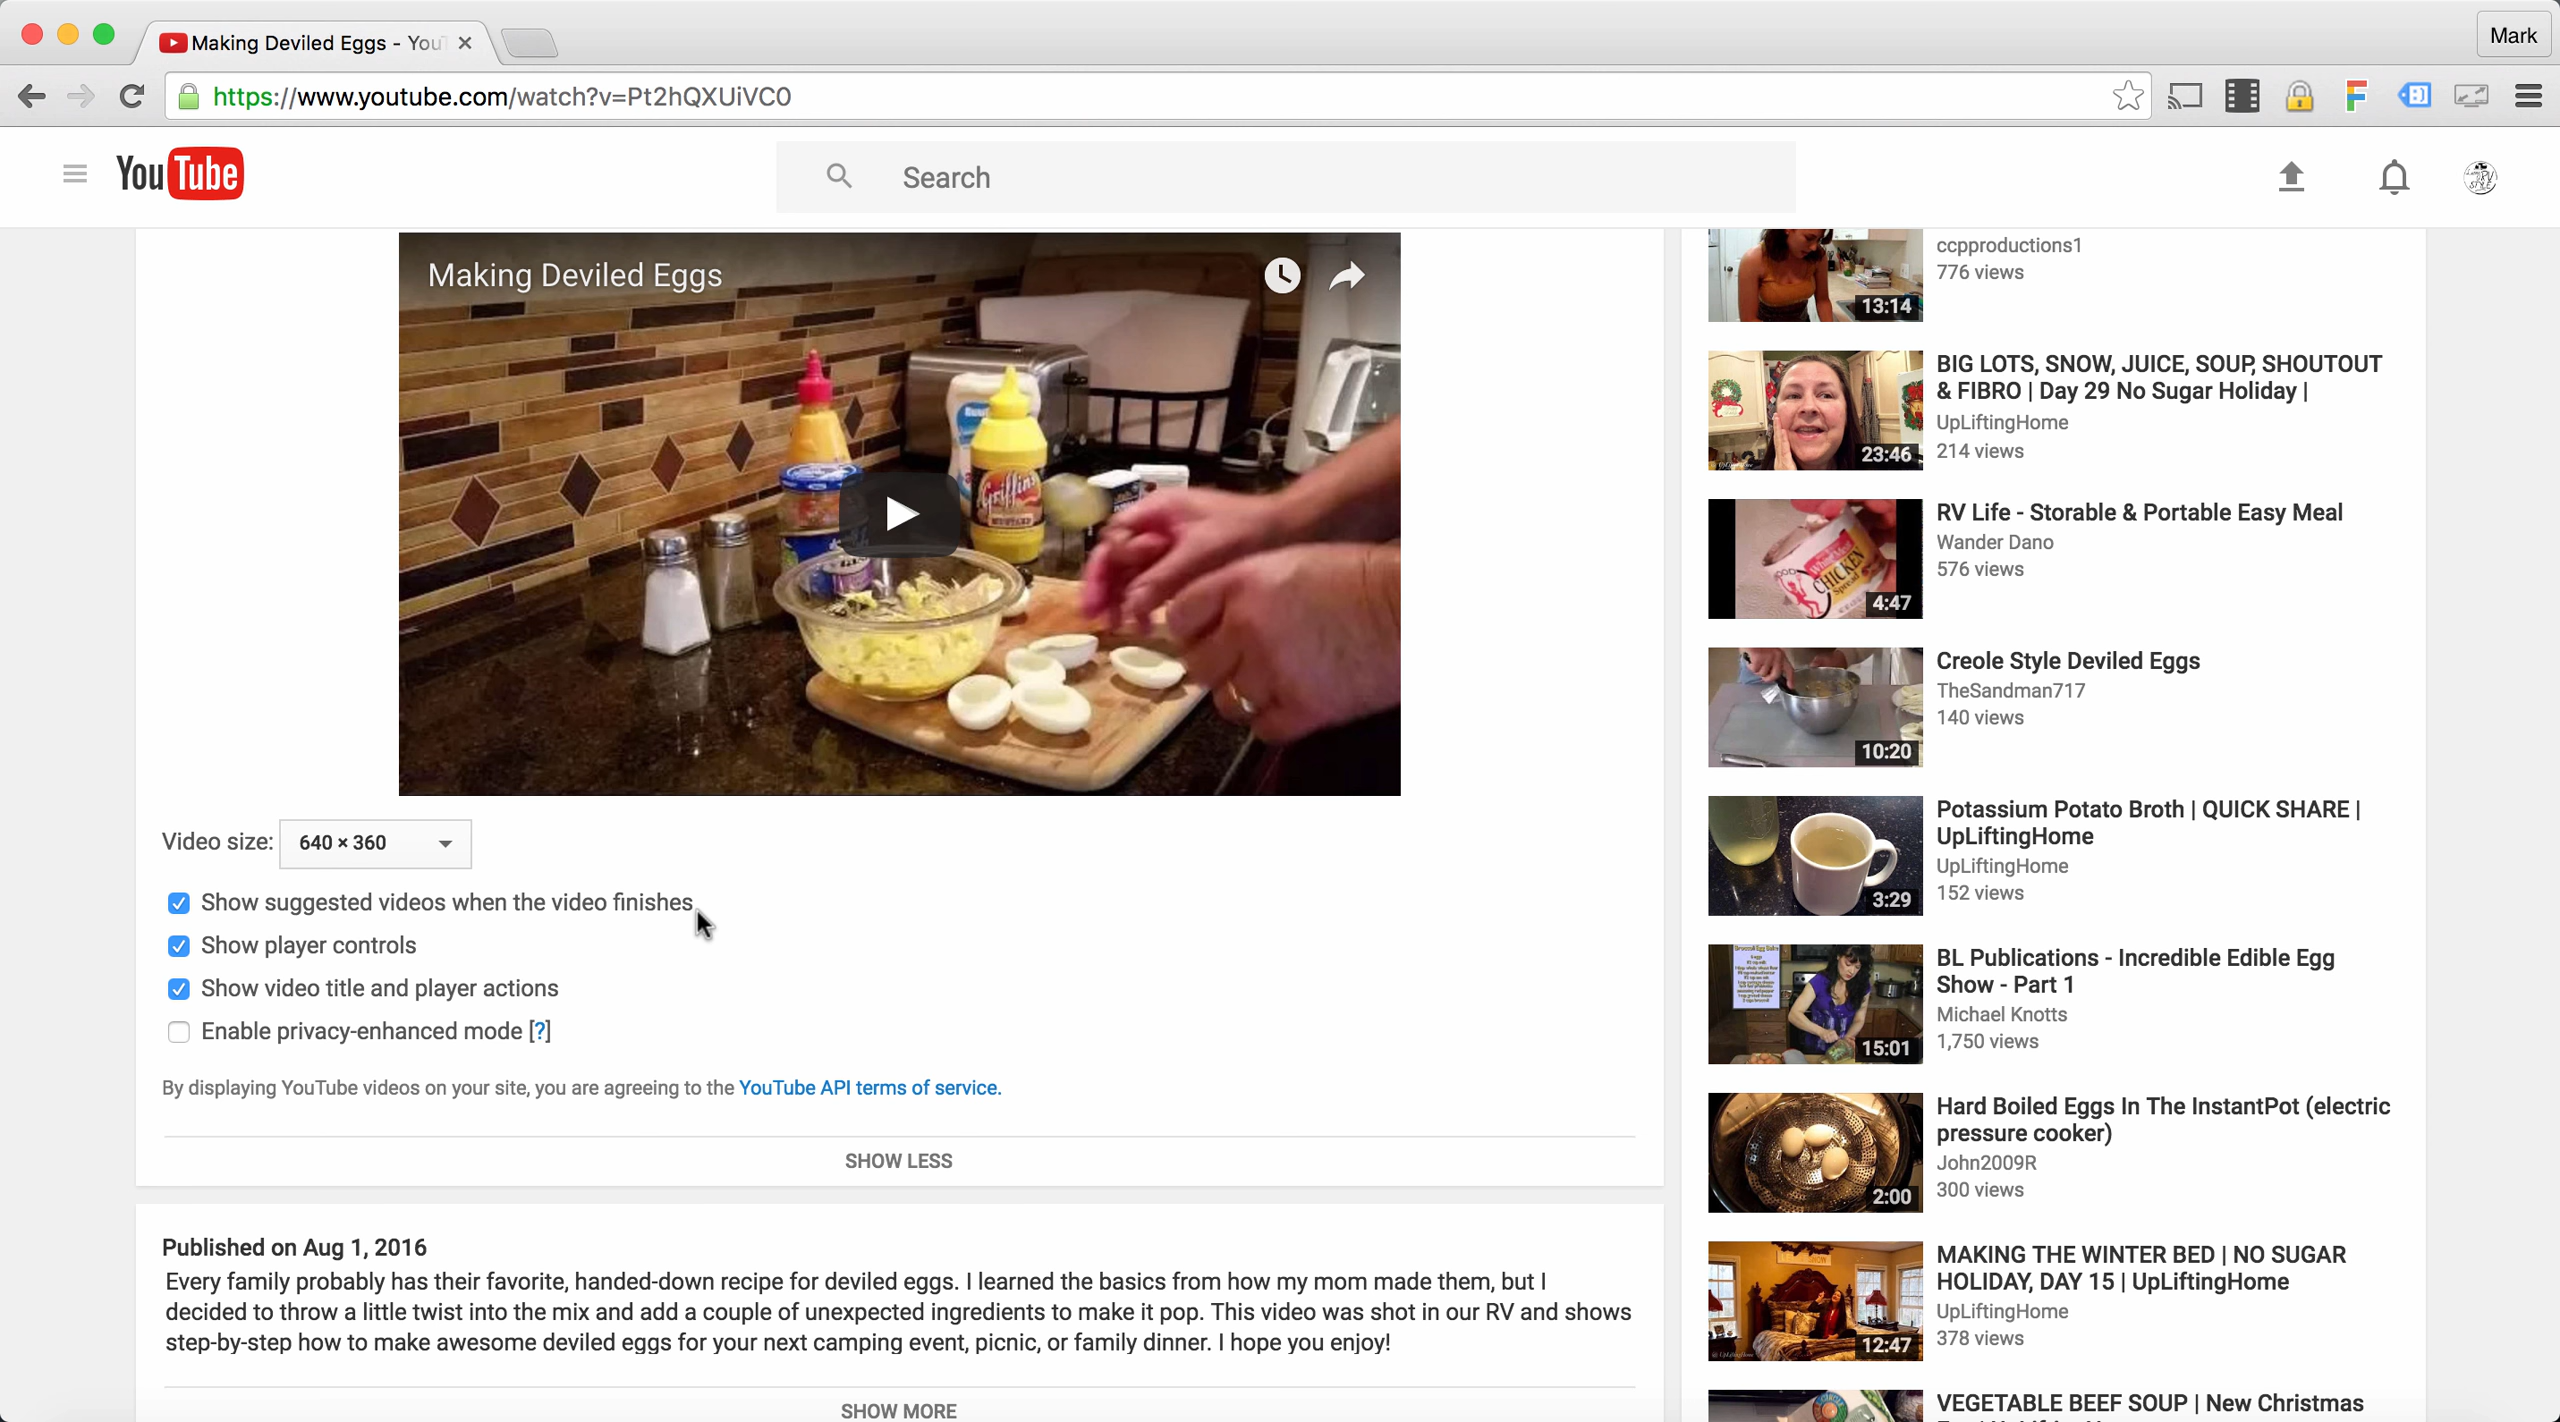 Making Deviled Eggs - You
Mark
https://www.youtube.com/watch?v=Pt2hQXUiVC0
YouTube
Search
Making Deviled Eggs
Griffin's
MUSTARD
Video size:
640 × 360
Show suggested videos when the video finishes
Show player controls
Show video title and player actions
Enable privacy-enhanced mode [?]
By displaying YouTube videos on your site, you are agreeing to the YouTube API terms of service.
SHOW LESS
Published on Aug 1, 2016
Every family probably has their favorite, handed-down recipe for deviled eggs. I learned the basics from how my mom made them, but I
decided to throw a little twist into the mix and add a couple of unexpected ingredients to make it pop. This video was shot in our RV and shows
step-by-step how to make awesome deviled eggs for your next camping event, picnic, or family dinner. I hope you enjoy!
SHOW MORE
ccpproductions1
776 views
13:14
BIG LOTS, SNOW, JUICE, SOUP, SHOUTOUT
& FIBRO | Day 29 No Sugar Holiday |
UpLiftingHome
214 views
23:46
RV Life - Storable & Portable Easy Meal
Wander Dano
576 views
CHICKEN
Spread
4:47
Creole Style Deviled Eggs
TheSandman717
140 views
10:20
Potassium Potato Broth | QUICK SHARE |
UpLiftingHome
UpLiftingHome
152 views
3:29
BL Publications - Incredible Edible Egg
Show - Part 1
Michael Knotts
1,750 views
15:01
Hard Boiled Eggs In The InstantPot (electric
pressure cooker)
John2009R
300 views
2:00
MAKING THE WINTER BED | NO SUGAR
HOLIDAY, DAY 15 | UpLiftingHome
UpLiftingHome
378 views
12:47
VEGETABLE BEEF SOUP | New Christmas